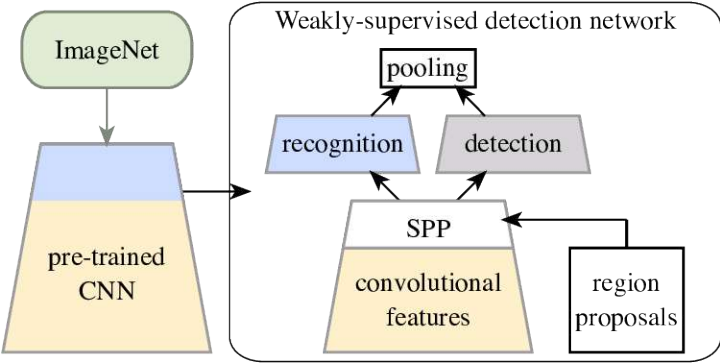 Weakly-supervised detection network
ImageNet
pooling
recognition
detection
SPP
pre-trained
CNN
convolutional
features
region
proposals